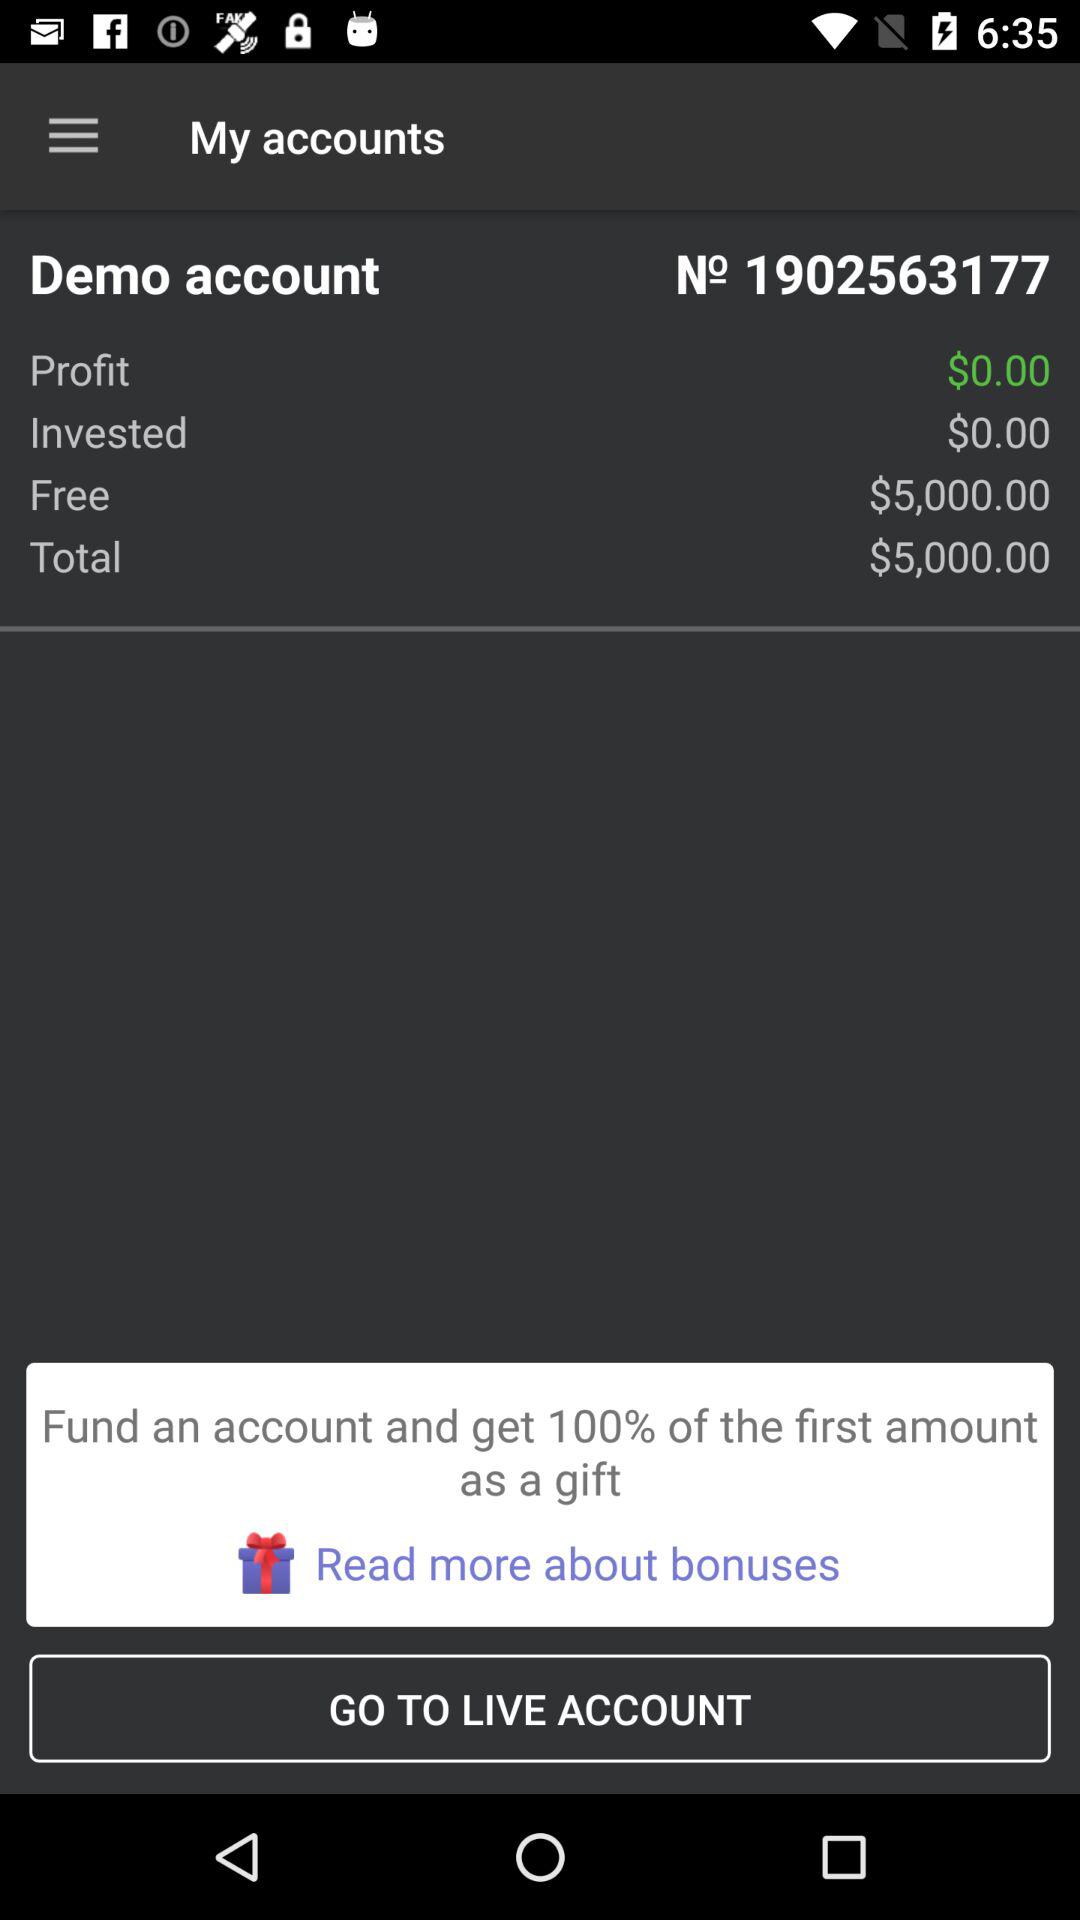 FAKE
6:35
My accounts
Demo account № 1902563177
Profit $0.00
Invested $0.00
Free $5,000.00
Total $5,000.00
Fund an account and get 100% of the first amount
as a gift
Read more about bonuses
GO TO LIVE ACCOUNT